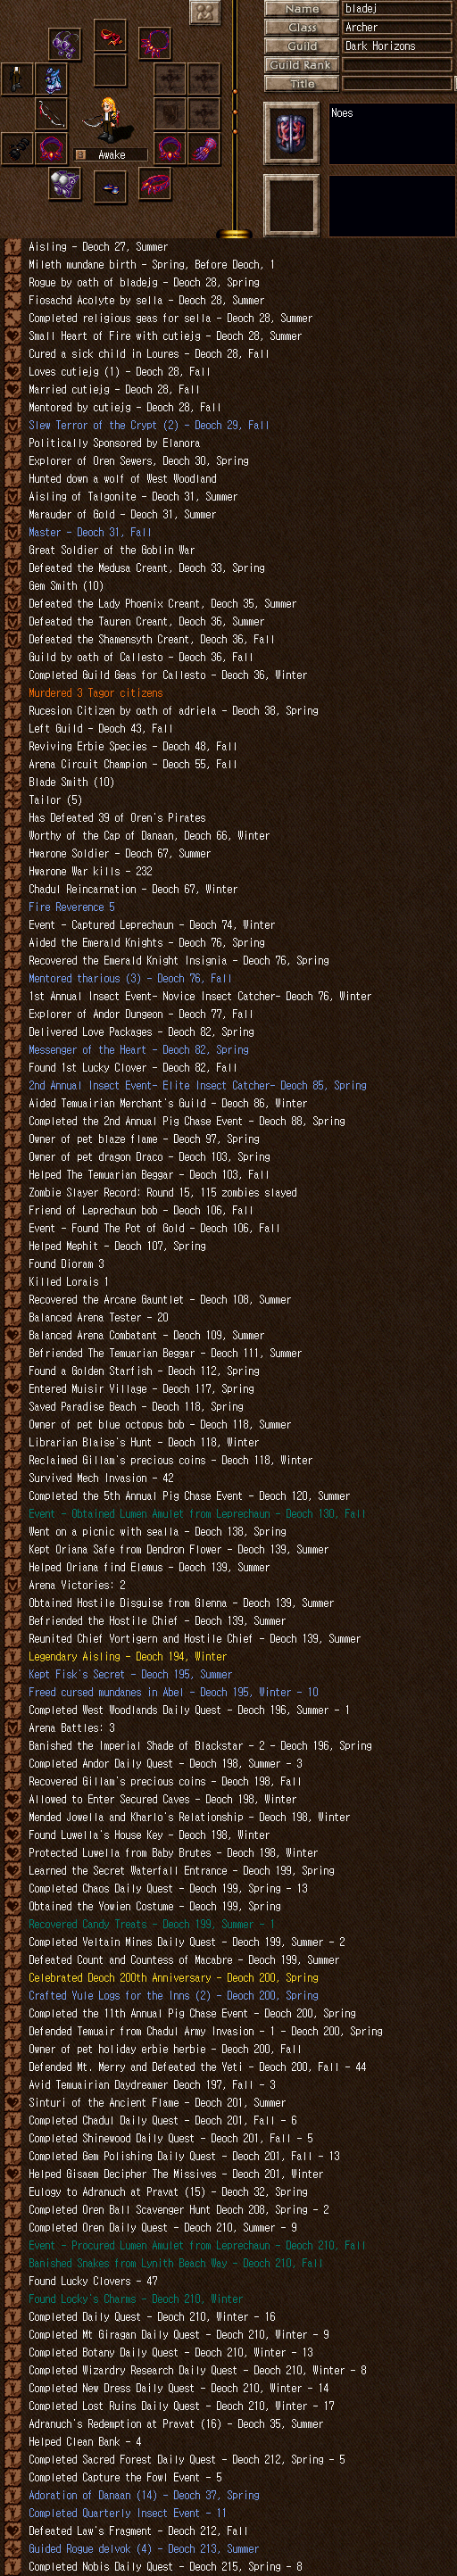 Name
bladej
Class
Archer
Guild
Dark Horizons
Guild Rank
Title
Noes
Awake
Aisling - Deoch 27, Summer
Mileth mundane birth - Spring, Before Deoch, 1
Rogue by oath of bladejg - Deoch 28, Spring
Fiosachd Acolyte by sella - Deoch 28, Summer
Completed religious geas for sella - Deoch 28, Summer
Small Heart of Fire with cutiejg - Deoch 28, Summer
Cured a sick child in Loures - Deoch 28, Fall
Loves cutiejg (1) - Deoch 28, Fall
Married cutiejg - Deoch 28, Fall
Mentored by cutiejg - Deoch 28, Fall
Slew Terror of the Crypt (2) - Deoch 29, Fall
Politically Sponsored by Elanora
Explorer of Oren Sewers, Deoch 30, Spring
Hunted down a wolf of West Woodland
Aisling of Talgonite - Deoch 31, Summer
Marauder of Gold - Deoch 31, Summer
Master - Deoch 31, Fall
Great Soldier of the Goblin War
Defeated the Medusa Creant, Deoch 33, Spring
Gem Smith (10)
Defeated the Lady Phoenix Creant, Deoch 35, Summer
Defeated the Tauren Creant, Deoch 36, Summer
Defeated the Shamensyth Creant, Deoch 36, Fall
Guild by oath of Callesto - Deoch 36, Fall
Completed Guild Geas for Callesto - Deoch 36, Winter
Murdered 3 Tagor citizens
Rucesion Citizen by oath of adriela - Deoch 38, Spring
Left Guild - Deoch 43, Fall
Reviving Erbie Species - Deoch 48, Fall
Arena Circuit Champion - Deoch 55, Fall
Blade Smith (10)
Tailor (5)
Has Defeated 39 of Oren's Pirates
Worthy of the Cap of Danaan, Deoch 66, Winter
Hwarone Soldier - Deoch 67, Summer
Hwarone War kills - 232
Chadul Reincarnation - Deoch 67, Winter
Fire Reverence 5
Event - Captured Leprechaun - Deoch 74, Winter
Aided the Emerald Knights - Deoch 76, Spring
Recovered the Emerald Knight Insignia - Deoch 76, Spring
Mentored tharious (3) - Deoch 76, Fall
1st Annual Insect Event- Novice Insect Catcher- Deoch 76, Winter
Explorer of Andor Dungeon - Deoch 77, Fall
Delivered Love Packages - Deoch 82, Spring
Messenger of the Heart - Deoch 82, Spring
Found 1st Lucky Clover - Deoch 82, Fall
2nd Annual Insect Event- Elite Insect Catcher- Deoch 85, Spring
Aided Temuairian Merchant's Guild - Deoch 86, Winter
Completed the 2nd Annual Pig Chase Event - Deoch 88, Spring
Owner of pet blaze flame - Deoch 97, Spring
Owner of pet dragon Draco - Deoch 103, Spring
Helped The Temuarian Beggar - Deoch 103, Fall
Zombie Slayer Record: Round 15, 115 zombies slayed
Friend of Leprechaun bob - Deoch 106, Fall
Event - Found The Pot of Gold - Deoch 106, Fall
Helped Mephit - Deoch 107, Spring
Found Dioram 3
Killed Lorais 1
Recovered the Arcane Gauntlet - Deoch 108, Summer
Balanced Arena Tester - 20
Balanced Arena Combatant - Deoch 109, Summer
Befriended The Temuarian Beggar - Deoch 111, Summer
Found a Golden Starfish - Deoch 112, Spring
Entered Muisir Village - Deoch 117, Spring
Saved Paradise Beach - Deoch 118, Spring
Owner of pet blue octopus bob - Deoch 118, Summer
Librarian Blaise's Hunt - Deoch 118, Winter
Reclaimed Gillam's precious coins - Deoch 118, Winter
Survived Mech Invasion - 42
Completed the 5th Annual Pig Chase Event - Deoch 120, Summer
Event - Obtained Lumen Amulet from Leprechaun - Deoch 130, Fall
Went on a picnic with sealla - Deoch 138, Spring
Kept Oriana Safe from Dendron Flower - Deoch 139, Summer
Helped Oriana find Elemus - Deoch 139, Summer
Arena Victories: 2
Obtained Hostile Disguise from Glenna - Deoch 139, Summer
Befriended the Hostile Chief - Deoch 139, Summer
Reunited Chief Vortigern and Hostile Chief - Deoch 139, Summer
Legendary Aisling - Deoch 194, Winter
Kept Fisk's Secret - Deoch 195, Summer
Freed cursed mundanes in Abel - Deoch 195, Winter - 10
Completed West Woodlands Daily Quest - Deoch 196, Summer - 1
Arena Battles: 3
Banished the Imperial Shade of Blackstar - 2 - Deoch 196, Spring
Completed Andor Daily Quest - Deoch 198, Summer - 3
Recovered Gillam's precious coins - Deoch 198, Fall
Allowed to Enter Secured Caves - Deoch 198, Winter
Mended Jowella and Kharlo's Relationship - Deoch 198, Winter
Found Luwella's House Key - Deoch 198, Winter
Protected Luwella from Baby Brutes - Deoch 198, Winter
Learned the Secret Waterfall Entrance - Deoch 199, Spring
Completed Chaos Daily Quest - Deoch 199, Spring - 13
Obtained the Yowien Costume - Deoch 199, Spring
Recovered Candy Treats - Deoch 199, Summer - 1
Completed Veltain Mines Daily Quest - Deoch 199, Summer - 2
Defeated Count and Countess of Macabre - Deoch 199, Summer
Celebrated Deoch 200th Anniversary - Deoch 200, Spring
Crafted Yule Logs for the Inns (2) - Deoch 200, Spring
Completed the 11th Annual Pig Chase Event - Deoch 200, Spring
Defended Temuair from Chadul Army Invasion - 1 - Deoch 200, Spring
Owner of pet holiday erbie herbie - Deoch 200, Fall
Defended Mt. Merry and Defeated the Yeti - Deoch 200, Fall - 44
Avid Temuairian Daydreamer Deoch 197, Fall - 3
Sinturi of the Ancient Flame - Deoch 201, Summer
Completed Chadul Daily Quest - Deoch 201, Fall - 6
Completed Shinewood Daily Quest - Deoch 201, Fall - 5
Completed Gem Polishing Daily Quest - Deoch 201, Fall - 13
Helped Gisaem Decipher The Missives - Deoch 201, Winter
Eulogy to Adranuch at Pravat (15) - Deoch 32, Spring
Completed Oren Ball Scavenger Hunt Deoch 208, Spring - 2
Completed Oren Daily Quest - Deoch 210, Summer - 9
Event - Procured Lumen Amulet from Leprechaun - Deoch 210, Fall
Banished Snakes from Lynith Beach Way - Deoch 210, Fall
Found Lucky Clovers - 47
Found Locky's Charms - Deoch 210, Winter
Completed Daily Quest - Deoch 210, Winter - 16
Completed Mt Giragan Daily Quest - Deoch 210, Winter - 9
Completed Botany Daily Quest - Deoch 210, Winter - 13
Completed Wizardry Research Daily Quest - Deoch 210, Winter - 8
Completed New Dress Daily Quest - Deoch 210, Winter - 14
Completed Lost Ruins Daily Quest - Deoch 210, Winter - 17
Adranuch's Redemption at Pravat (16) - Deoch 35, Summer
Helped Clean Bank - 4
Completed Sacred Forest Daily Quest - Deoch 212, Spring - 5
Completed Capture the Fowl Event - 5
Adoration of Danaan (14) - Deoch 37, Spring
Completed Quarterly Insect Event - 11
Defeated Law's Fragment - Deoch 212, Fall
Guided Rogue delvok (4) - Deoch 213, Summer
Completed Nobis Daily Quest - Deoch 215, Spring - 8